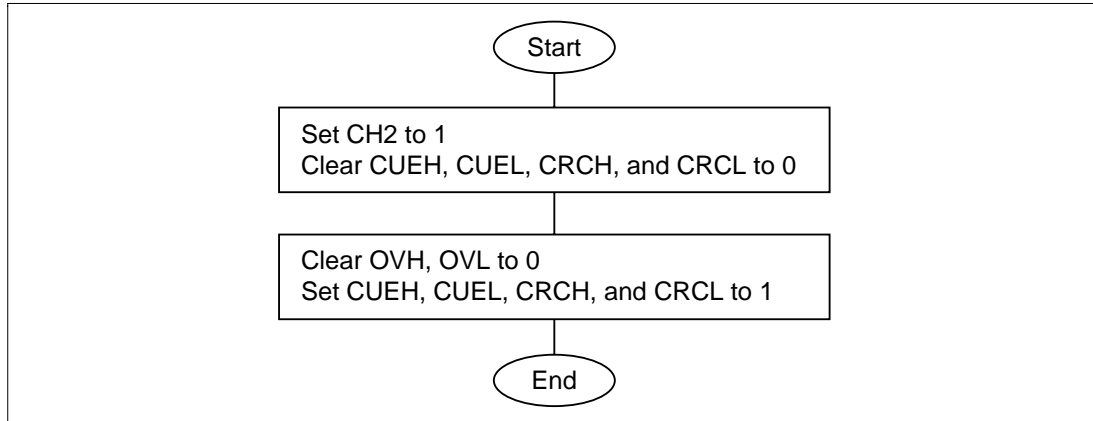 Start
Set CH2 to 1
Clear CUEH, CUEL, CRCH, and CRCL to 0
Clear OVH, OVL to 0
Set CUEH, CUEL, CRCH, and CRCL to 1
End